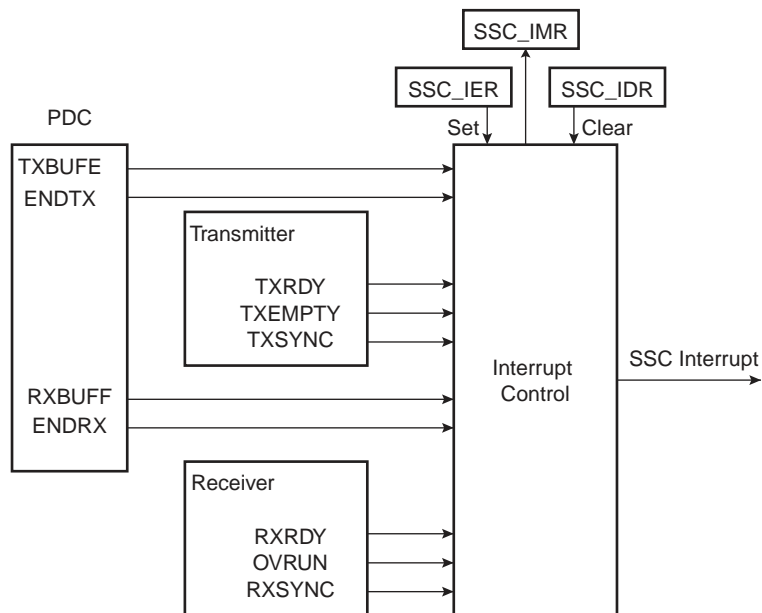 SSC_IMR
SSC_IER
SSC_IDR
PDC
Set
Clear
TXBUFE
ENDTX
Transmitter
TXRDY
TXEMPTY
TXSYNC
RXBUFF
ENDRX
Interrupt
Control
SSC Interrupt
Receiver
RXRDY
OVRUN
RXSYNC